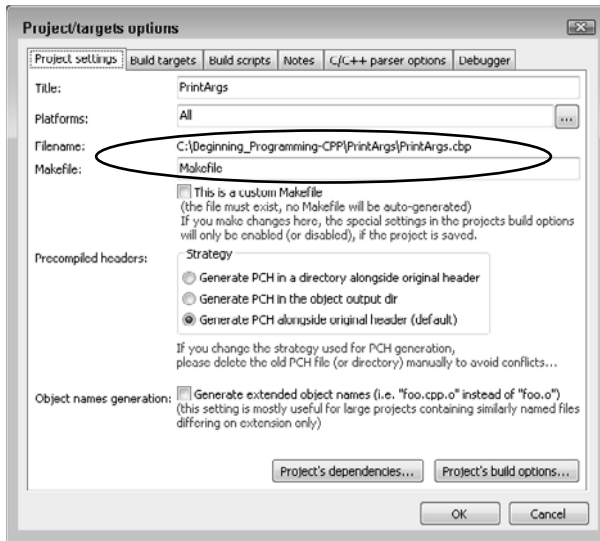 Project/targets options
Project settings Build targets Build scripts Notes C/C++ parser options Debugger
Title: PrintArgs
Platforms: All ...
Filename: C:\Beginning_Programming-CPP\PrintArgs\PrintArgs.cbp
Makefile: Makefile
This is a custom Makefile
(the file must exist, no Makefile will be auto-generated)
If you make changes here, the special settings in the projects build options
will only be enabled (or disabled), if the project is saved.
Precompiled headers: Strategy
Generate PCH in a directory alongside original header
Generate PCH in the object output dir
Generate PCH alongside original header (default)
If you change the strategy used for PCH generation,
please delete the old PCH file (or directory) manually to avoid conflicts...
Object names generation: Generate extended object names (i.e. "foo.cpp.o" instead of "foo.o")
(this setting is mostly useful for large projects containing similarly named files
differing on extension only)
Project's dependencies... Project's build options...
OK Cancel